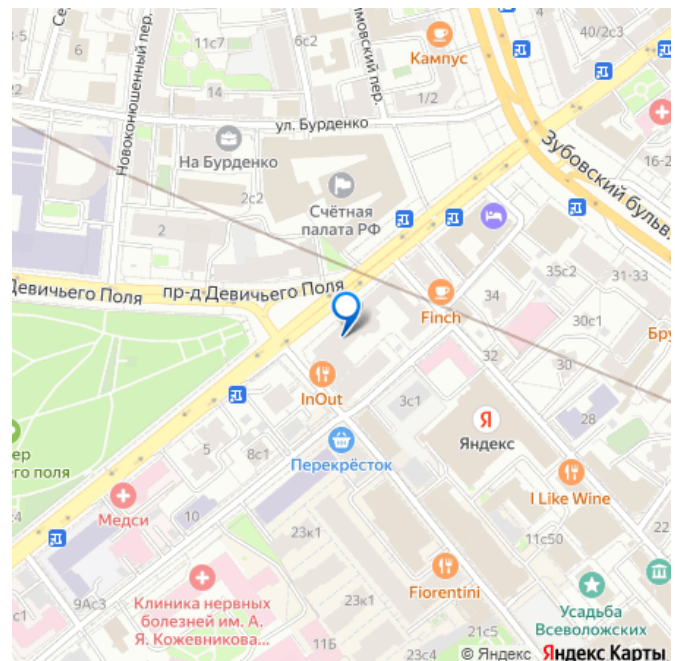 40/2с3
11с7
6с2
Кампус
6
14
1/2
Новоконюшенный пер.
ул. Бурденко
На Бурденко
16-2
Зубовский бульв.
2с2
Счётная
палата РФ
2
пр-д Девичьего Поля
35с2
31-33
34
Finch
30с1
32
30
InOut
3с1
Яндекс
28
Перекрёсток
5
8с1
I Like Wine
Медси
10
23к1
11с50
22
Fiorentini
9Ас3
Клиника нервных
болезней им. А.
Я. Кожевникова...
23к1
Усадьба
Всеволожских
11Б
21с5
23с4
© Яндекс Яндекс Карты